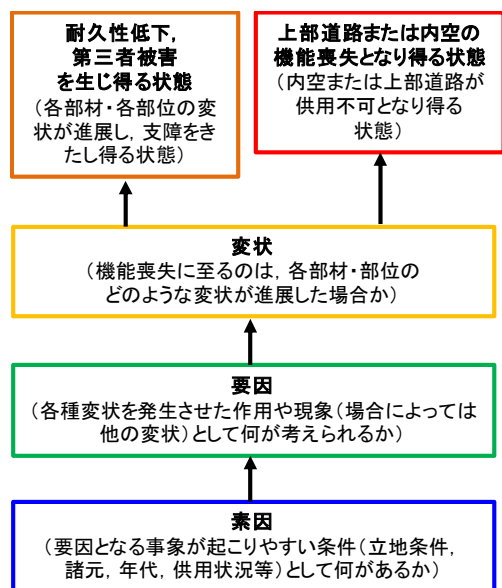 耐久性低下,
第三者被害
を生じ得る状態
(各部材・各部位の変
状が進展し,支障をき
たし得る状態)
上部道路または内空の
機能喪失となり得る状態
(内空または上部道路が
供用不可となり得る
状態)
変状
(機能喪失に至るのは,各部材・部位の
どのような変状が進展した場合か)
要因
(各種変状を発生させた作用や現象(場合によっては
他の変状)として何が考えられるか)
素因
(要因となる事象が起こりやすい条件(立地条件,
諸元,年代,供用状況等)として何があるか)